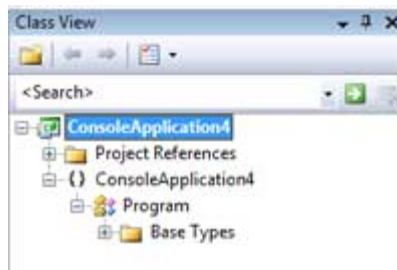 Class View
<Search>
ConsoleApplication4
Project References
{} ConsoleApplication4
Program
Base Types